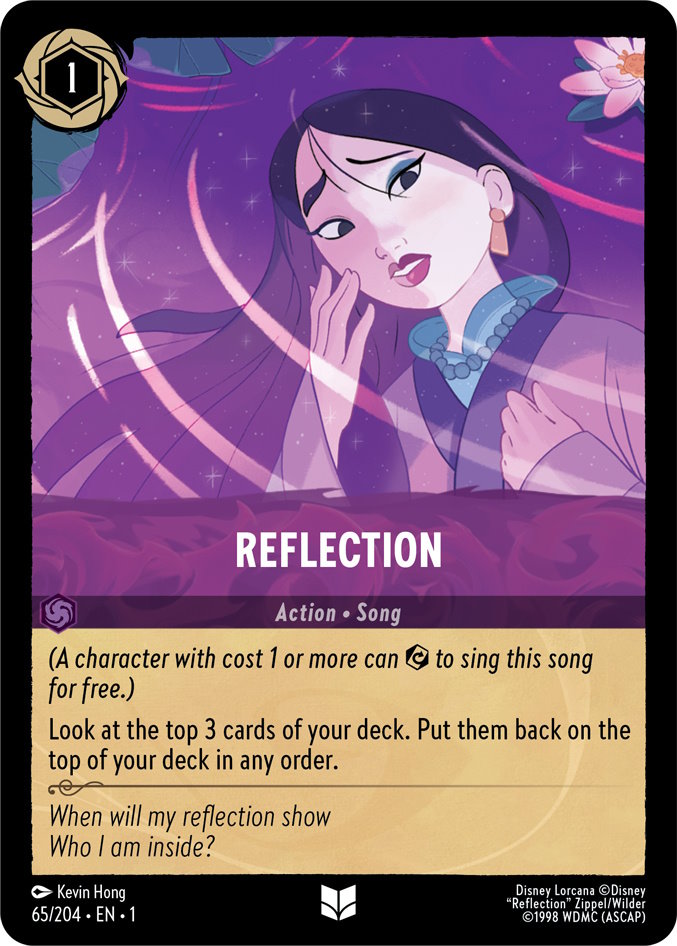 1
REFLECTION
Action • Song
(A character with cost 1 or more can to sing this song
for free.)
Look at the top 3 cards of your deck. Put them back on the
top of your deck in any order.
When will my reflection show
Who I am inside?
Kevin Hong
65/204 • EN • 1
Disney Lorcana ©Disney
“Reflection” Zippel/Wilder
©1998 WDMC (ASCAP)